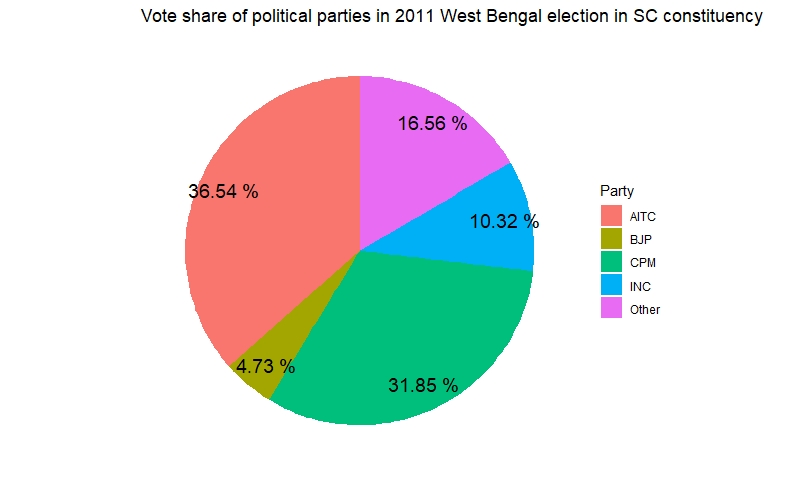 Vote share of political parties in 2011 West Bengal election in SC constituency
16.56 %
36.54 %
10.32 %
4.73 %
31.85 %
Party
AITC
BJP
CPM
INC
Other